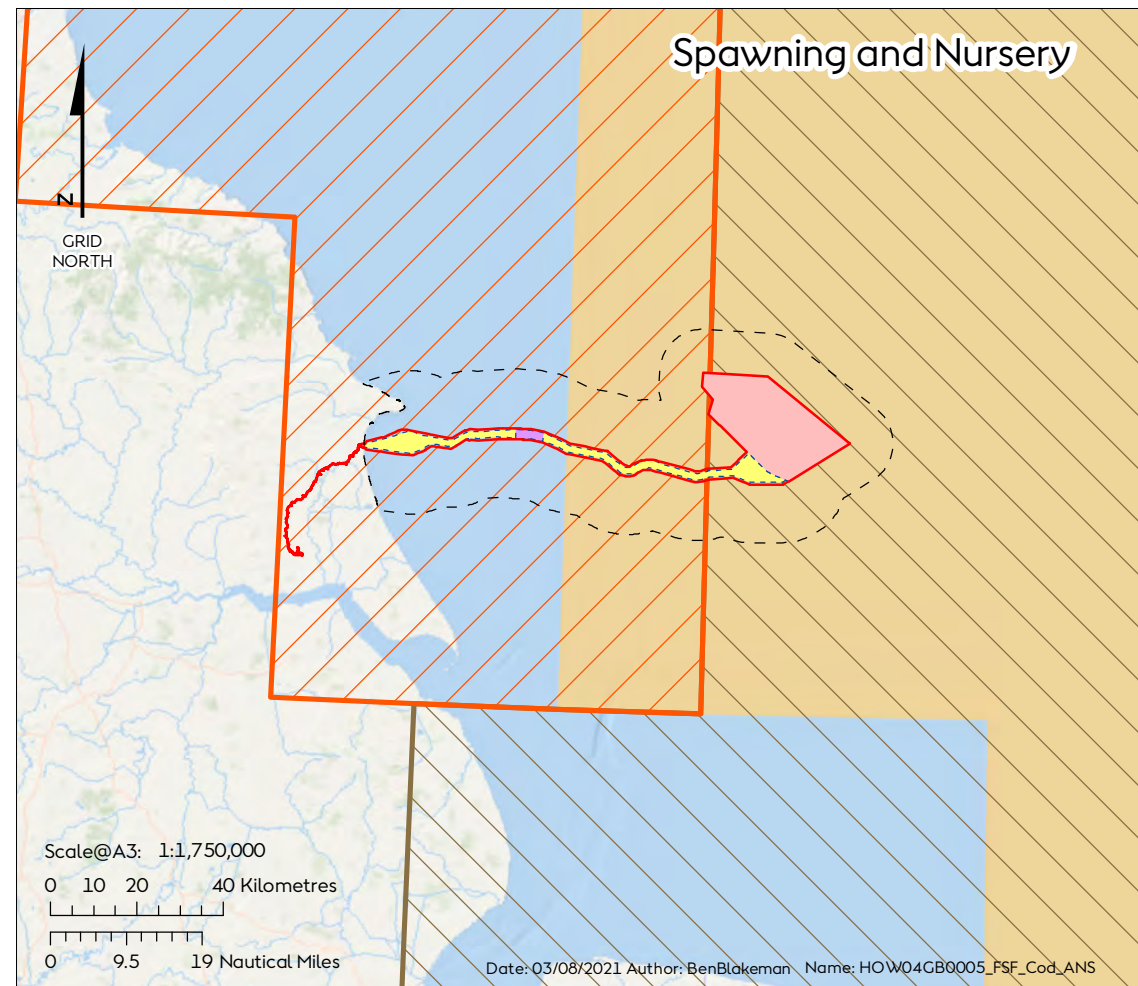 Spawning and Nursery
N
GRID
NORTH
Scale@A3: 1:1,750,000
0 10 20 40 Kilometres
0 9.5 19 Nautical Miles
Date: 03/08/2021 Author: BenBlakeman Name: HOW04GB0005_FSF_Cod_ANS